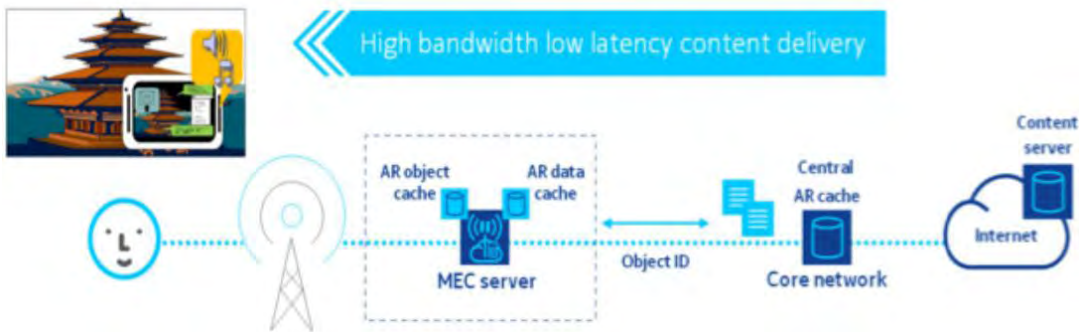 High bandwidth low latency content delivery
Content
server
AR object
cache
AR data
cache
Central
AR cache
Internet
Object ID
MEC server
Core network